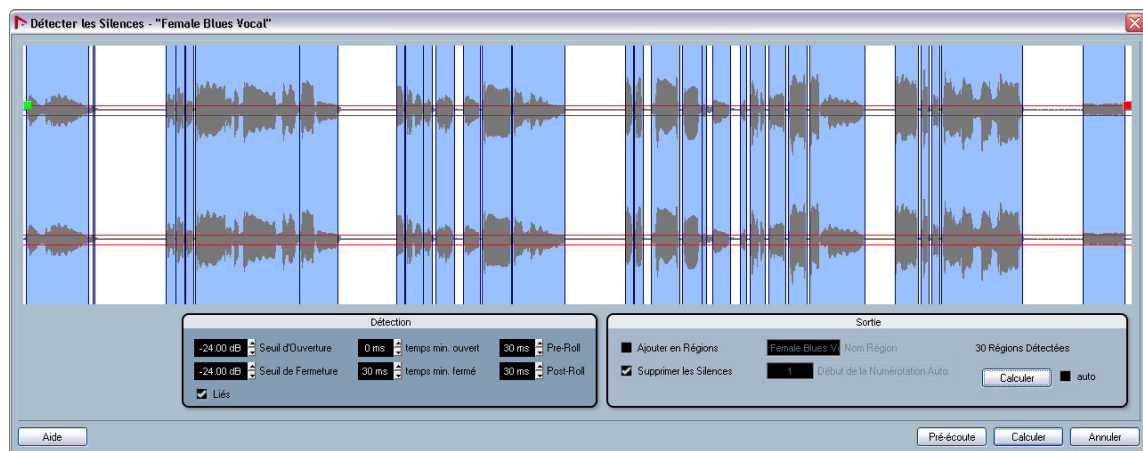 Détecter les Silences - "Female Blues Vocal"
Détection
-24.00 dB Seuil d'Ouverture 0 ms temps min. ouvert 30 ms Pre-Roll
-24.00 dB Seuil de Fermeture 30 ms temps min. fermé 30 ms Post-Roll
Liés
Sortie
Ajouter en Régions Female Blues Vo Nom Région 30 Régions Détectées
Supprimer les Silences 1 Début de la Numérotation Auto.
Calculer auto
Aide Pré-écoute Calculer Annuler